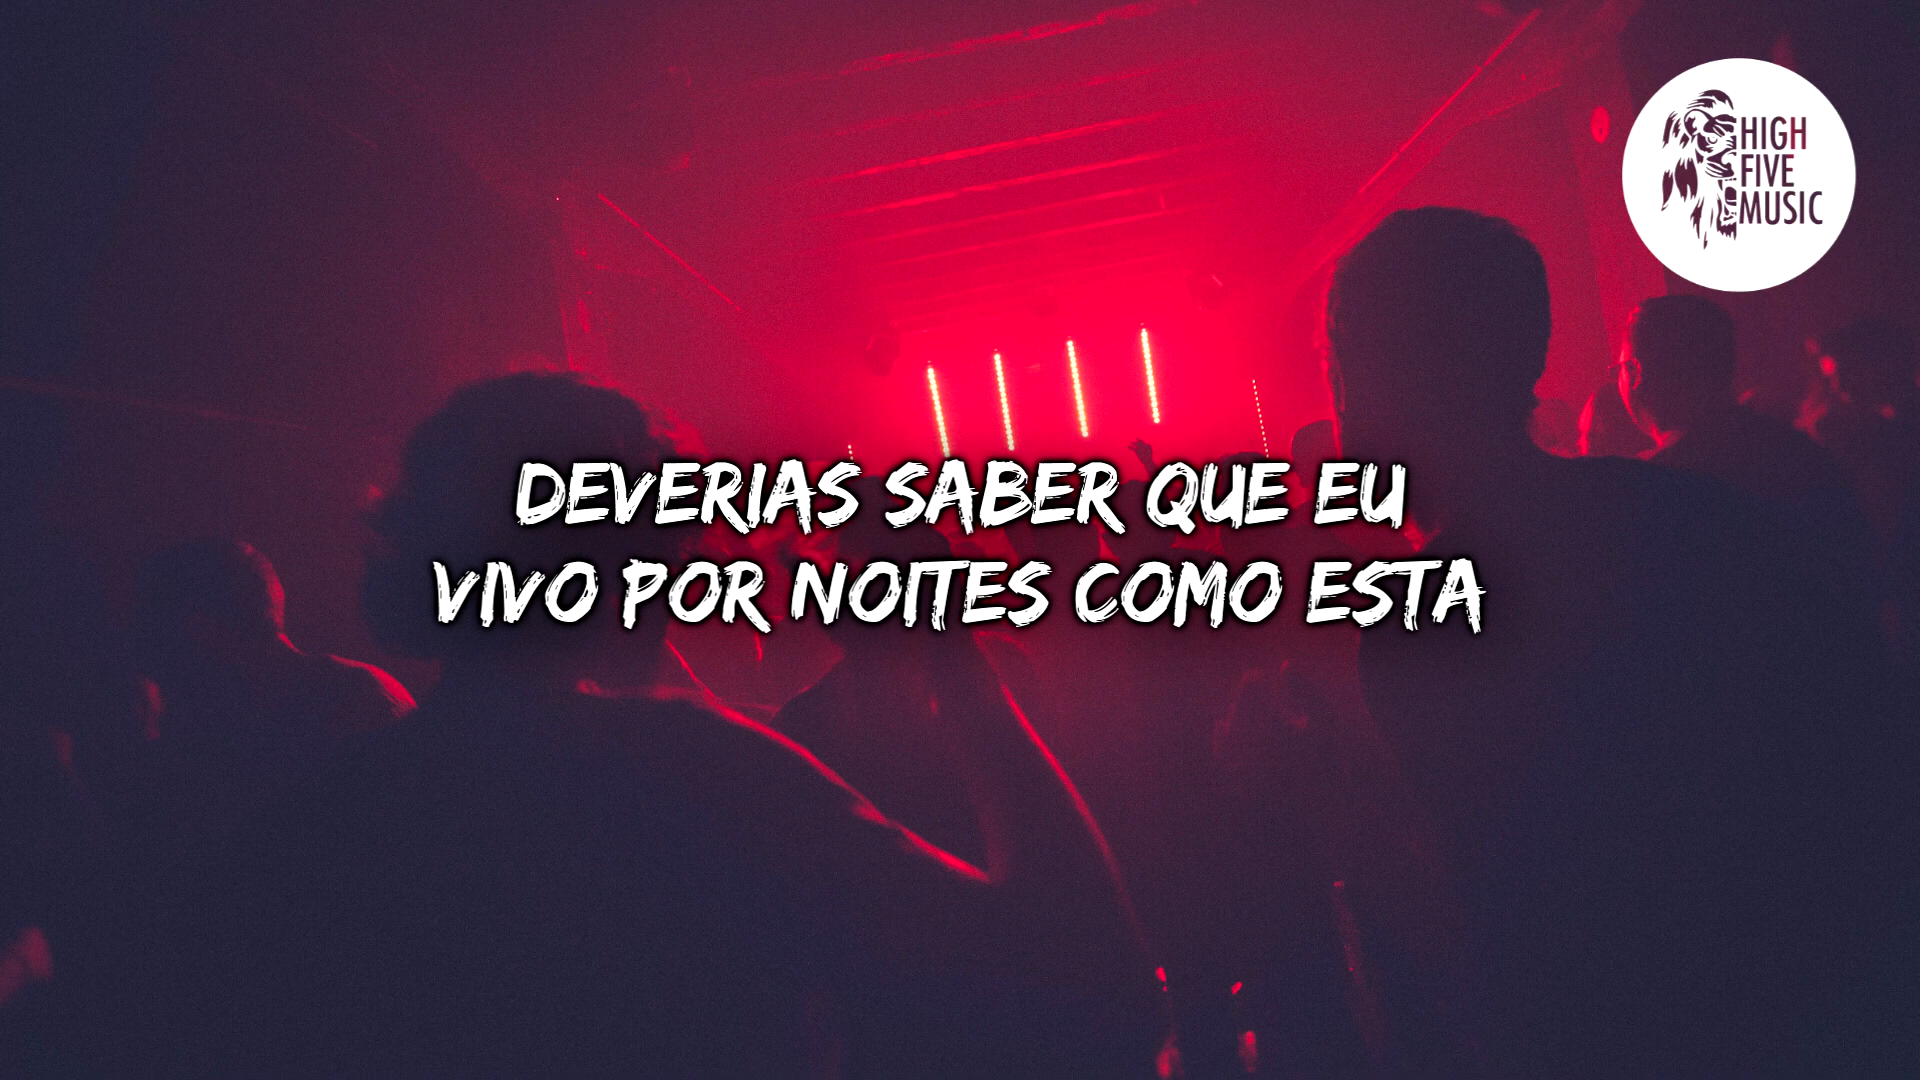 HIGH
FIVE
MUSIC
DEVERIAS SABER QUE EU
VIVO POR NOITES COMO ESTA